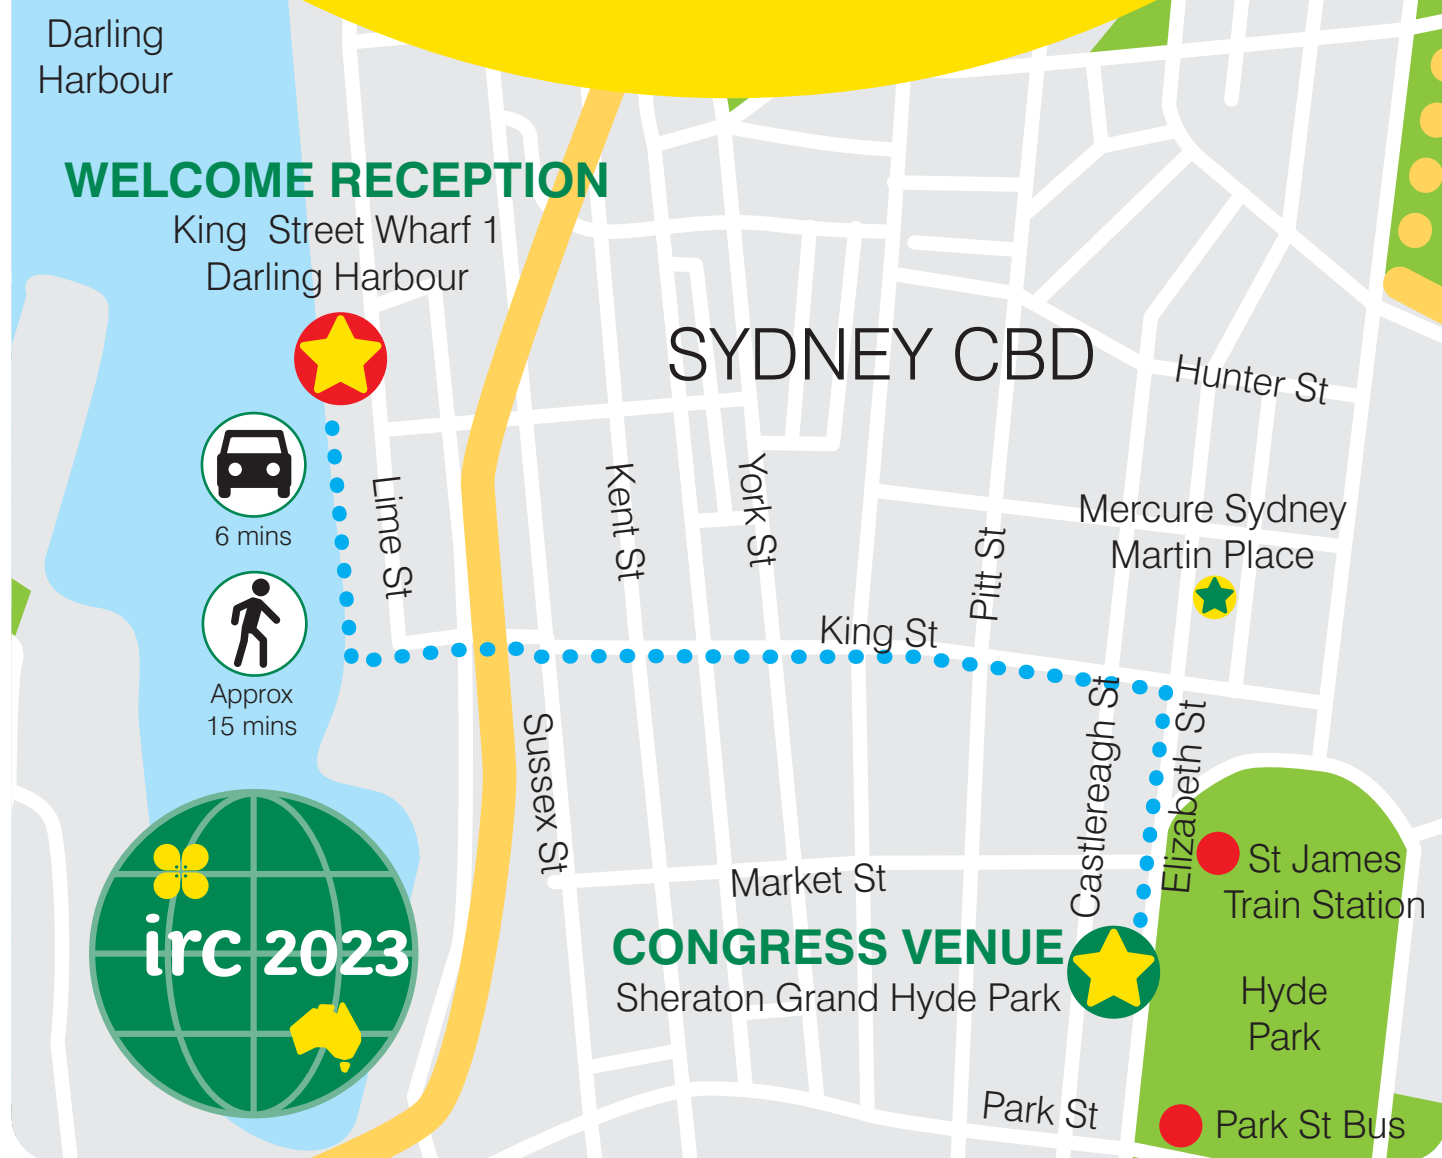 Darling
Harbour
WELCOME RECEPTION
King Street Wharf 1
Darling Harbour
SYDNEY CBD
Hunter St
6 mins
Lime St
Kent St
York St
Pitt St
Mercure Sydney
Martin Place
King St
Approx
15 mins
Sussex St
Castlereagh St
Elizabeth St
Market St
St James
Train Station
irc 2023
CONGRESS VENUE
Sheraton Grand Hyde Park
Hyde
Park
Park St
Park St Bus